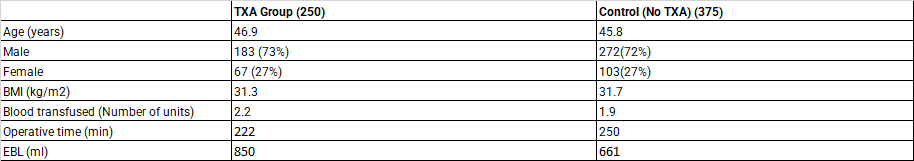 TXA Group (250) Control (No TXA) (375)
Age (years) 46.9 45.8
Male 183 (73%) 272(72%)
Female 67 (27%) 103(27%)
BMI (kg/m2) 31.3 31.7
Blood transfused (Number of units) 2.2 1.9
Operative time (min) 222 250
EBL (ml) 850 661